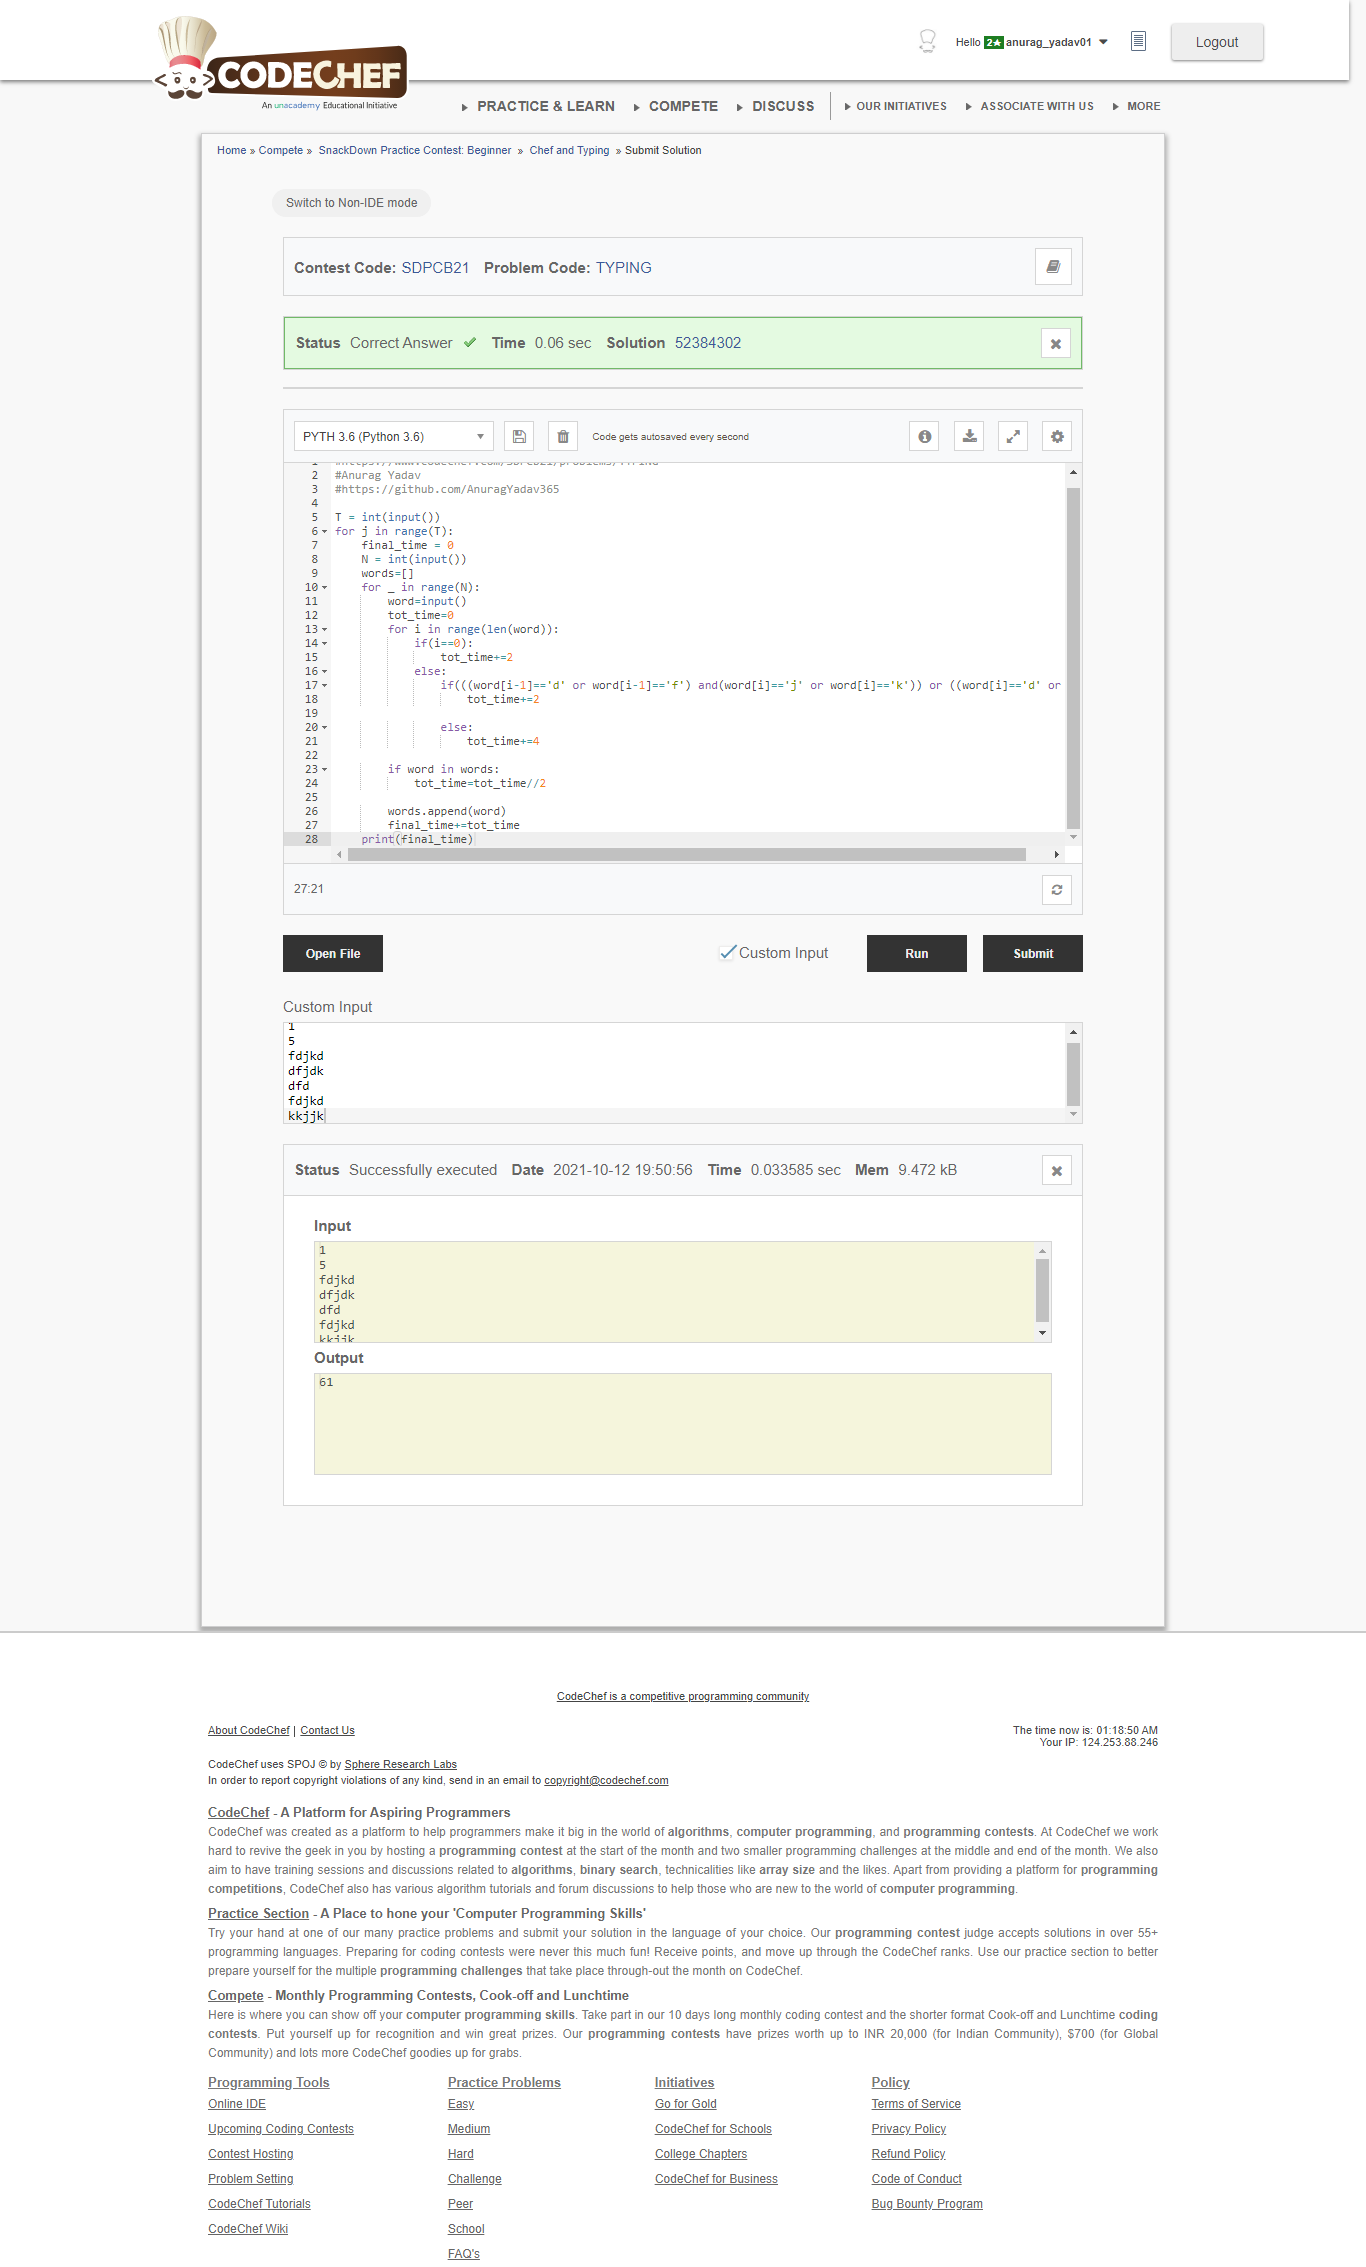 CODECHEF
An unacademy Educational Initiative
Hello 2★ anurag_yadav01
Logout
PRACTICE & LEARN COMPETE DISCUSS OUR INITIATIVES ASSOCIATE WITH US MORE
Home » Compete » SnackDown Practice Contest: Beginner » Chef and Typing » Submit Solution
Switch to Non-IDE mode
Contest Code: SDPCB21 Problem Code: TYPING
Status Correct Answer ✔ Time 0.06 sec Solution 52384302
PYTH 3.6 (Python 3.6) Code gets autosaved every second
1 #https://www.codechef.com/SDPCB21/problems/TYPING
2 #Anurag Yadav
3 #https://github.com/AnuragYadav365
4
5 T = int(input())
6 for j in range(T):
7     final_time = 0
8     N = int(input())
9     words=[]
10     for _ in range(N):
11         word=input()
12         tot_time=0
13         for i in range(len(word)):
14             if(i==0):
15                 tot_time+=2
16             else:
17                 if(((word[i-1]=='d' or word[i-1]=='f') and(word[i]=='j' or word[i]=='k')) or ((word[i]=='d' or
18                     tot_time+=2
19
20                 else:
21                     tot_time+=4
22
23         if word in words:
24             tot_time=tot_time//2
25
26         words.append(word)
27         final_time+=tot_time
28     print(final_time)
27:21
Open File Custom Input Run Submit
Custom Input
1
5
fdjkd
dfjdk
dfd
fdjkd
kkjjk
Status Successfully executed Date 2021-10-12 19:50:56 Time 0.033585 sec Mem 9.472 kB
Input
1
5
fdjkd
dfjdk
dfd
fdjkd
kkjjk
Output
61
CodeChef is a competitive programming community
About CodeChef | Contact Us
The time now is: 01:18:50 AM
Your IP: 124.253.88.246
CodeChef uses SPOJ © by Sphere Research Labs
In order to report copyright violations of any kind, send in an email to copyright@codechef.com
CodeChef - A Platform for Aspiring Programmers
CodeChef was created as a platform to help programmers make it big in the world of algorithms, computer programming, and programming contests. At CodeChef we work
hard to revive the geek in you by hosting a programming contest at the start of the month and two smaller programming challenges at the middle and end of the month. We also
aim to have training sessions and discussions related to algorithms, binary search, technicalities like array size and the likes. Apart from providing a platform for programming
competitions, CodeChef also has various algorithm tutorials and forum discussions to help those who are new to the world of computer programming.
Practice Section - A Place to hone your 'Computer Programming Skills'
Try your hand at one of our many practice problems and submit your solution in the language of your choice. Our programming contest judge accepts solutions in over 55+
programming languages. Preparing for coding contests were never this much fun! Receive points, and move up through the CodeChef ranks. Use our practice section to better
prepare yourself for the multiple programming challenges that take place through-out the month on CodeChef.
Compete - Monthly Programming Contests, Cook-off and Lunchtime
Here is where you can show off your computer programming skills. Take part in our 10 days long monthly coding contest and the shorter format Cook-off and Lunchtime coding
contests. Put yourself up for recognition and win great prizes. Our programming contests have prizes worth up to INR 20,000 (for Indian Community), $700 (for Global
Community) and lots more CodeChef goodies up for grabs.
Programming Tools
Online IDE
Upcoming Coding Contests
Contest Hosting
Problem Setting
CodeChef Tutorials
CodeChef Wiki
Practice Problems
Easy
Medium
Hard
Challenge
Peer
School
FAQ's
Initiatives
Go for Gold
CodeChef for Schools
College Chapters
CodeChef for Business
Policy
Terms of Service
Privacy Policy
Refund Policy
Code of Conduct
Bug Bounty Program